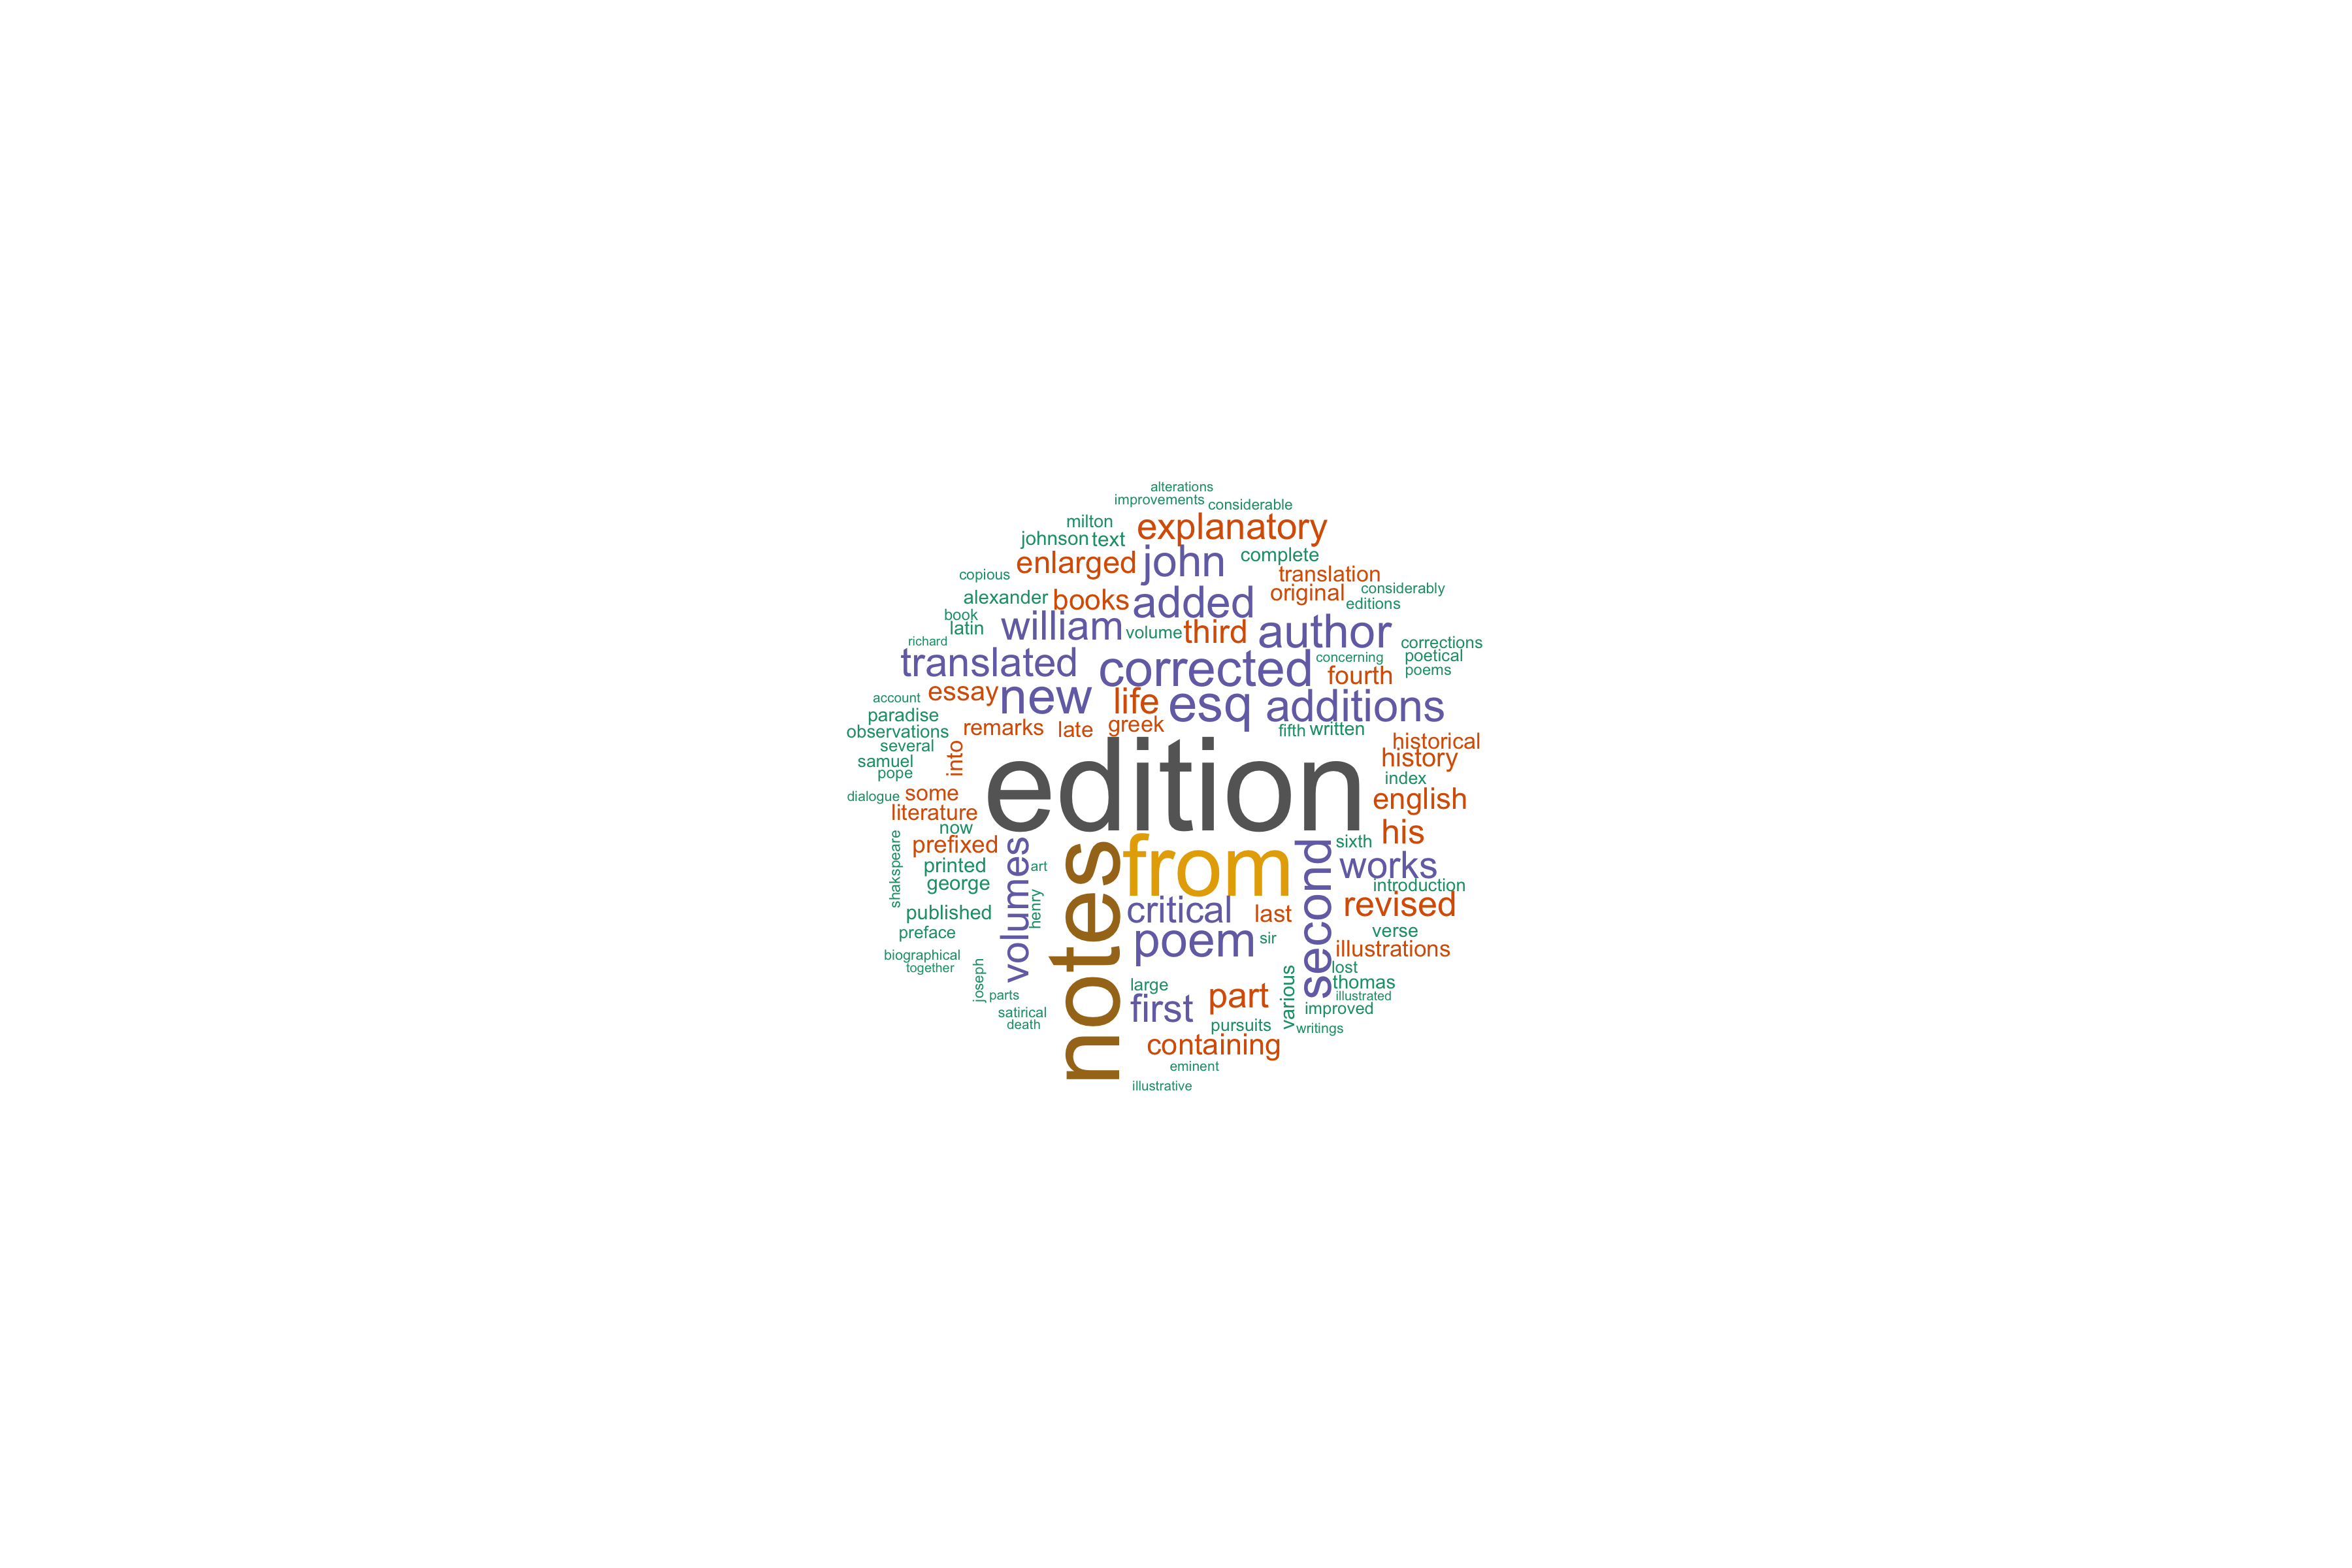 alterations
improvements considerable
milton explanatory
johnson text
enlarged john complete
copious translation
alexander books added original considerably
book editions
latin william volume third author
richard corrections
translated corrected concerning poetical
fourth poems
account essay new life esq additions
paradise
observations remarks late greek fifth written
several into historical
samuel history
pope edition index
dialogue some english
literature
now his
prefixed notes from second sixth
shakspeare printed volumes art works
george henry introduction
published critical last revised
preface poem sir verse
biographical illustrations
together lost
joseph large various thomas
parts part illustrated
satirical first improved
death pursuits writings
containing
eminent
illustrative